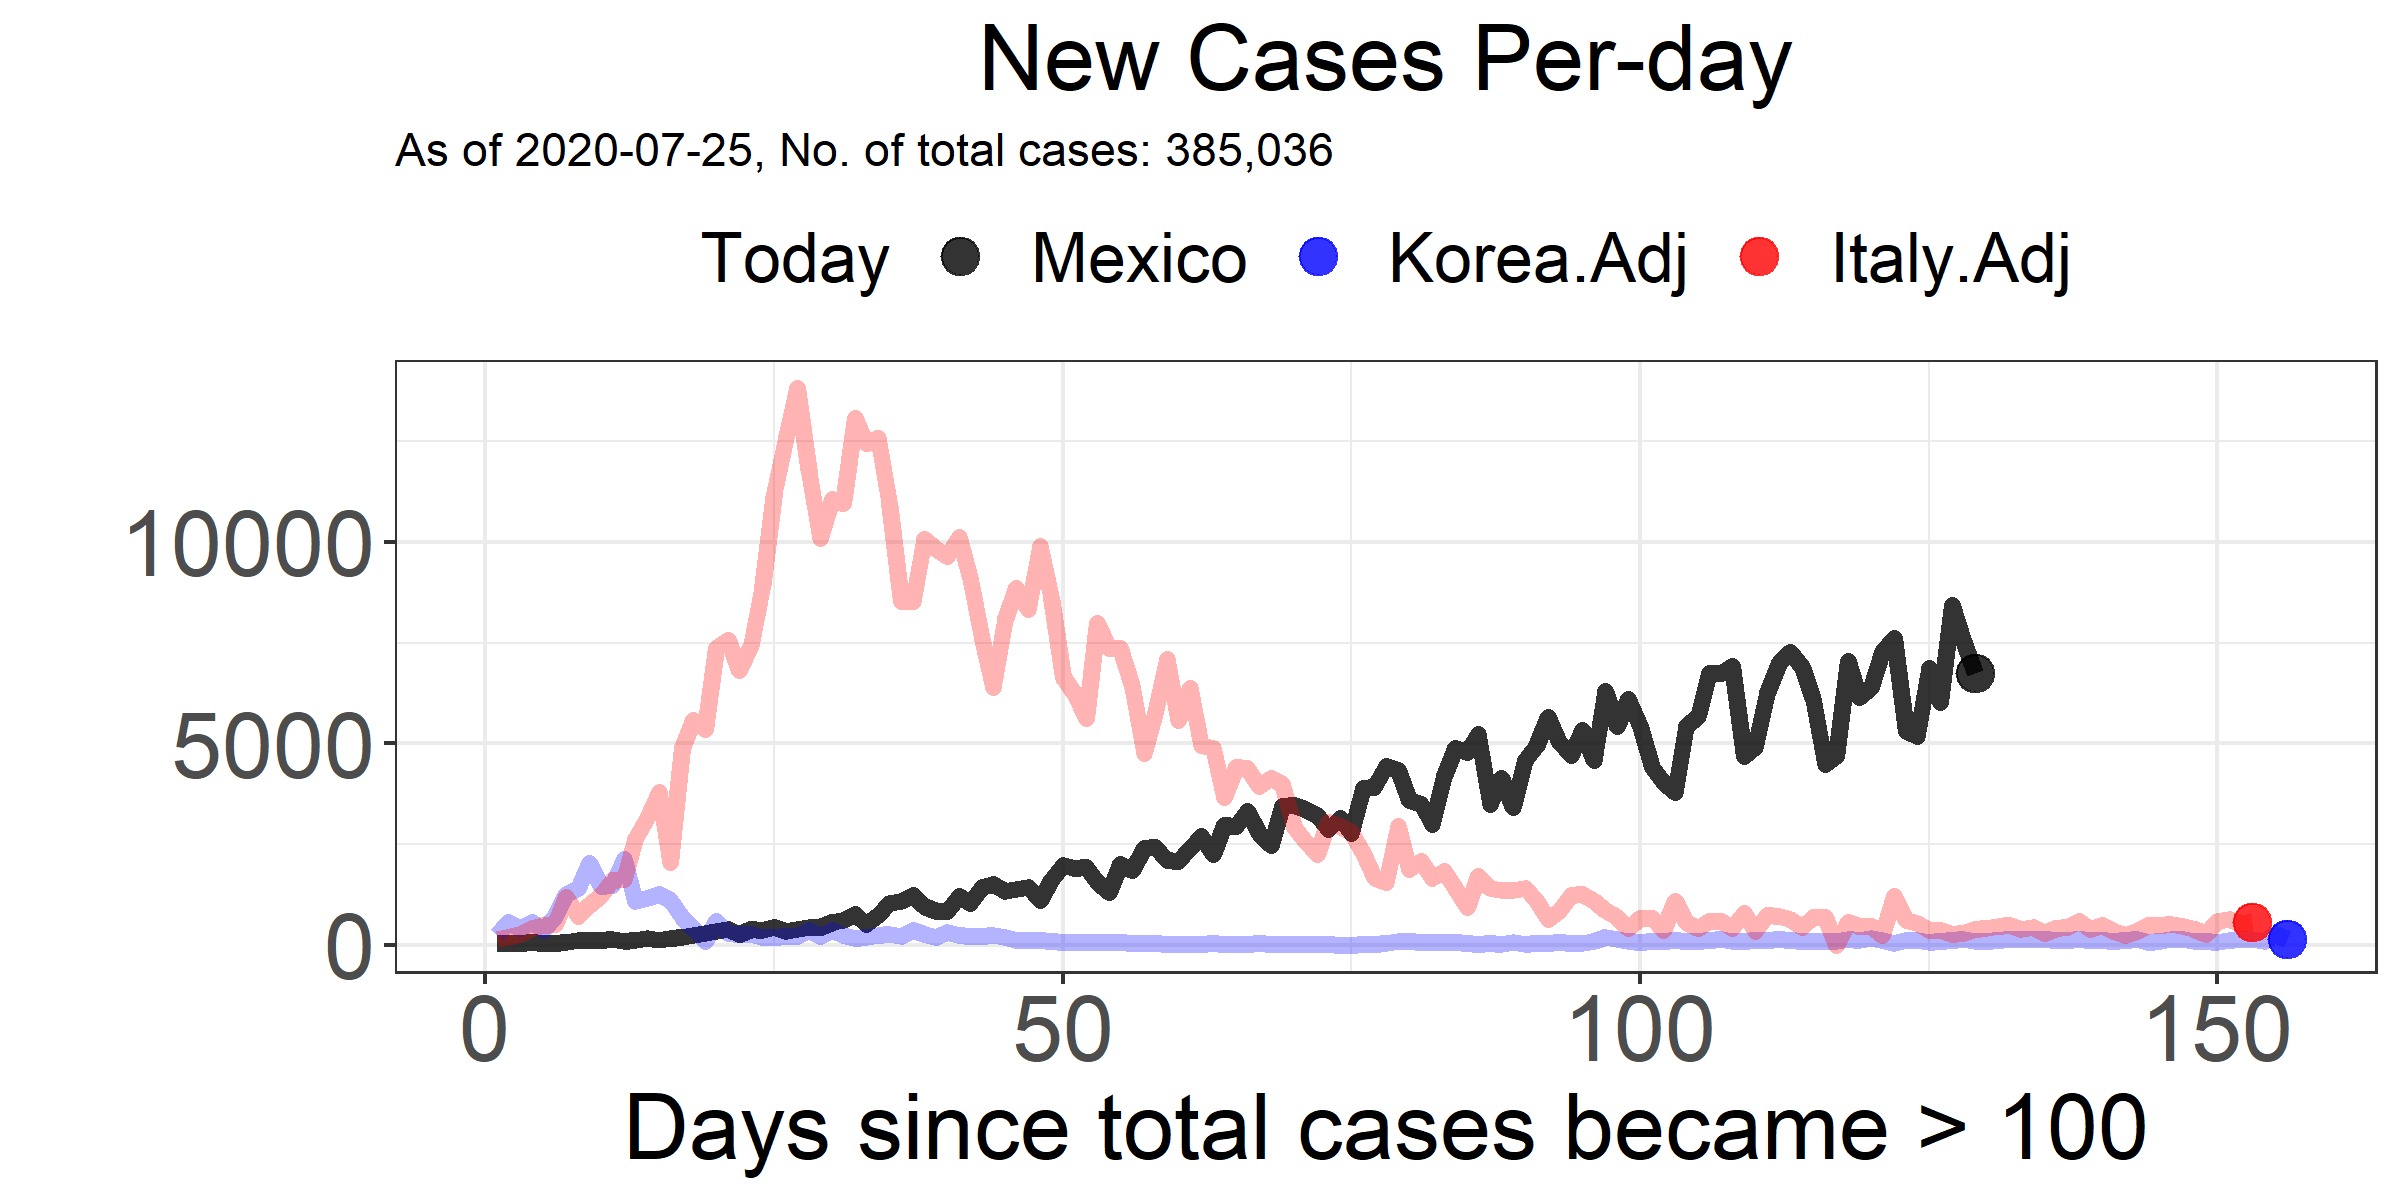 New Cases Per-day
As of 2020-07-25, No. of total cases: 385,036
Today Mexico Korea.Adj Italy.Adj
10000
5000
0
0 50 100 150
Days since total cases became > 100